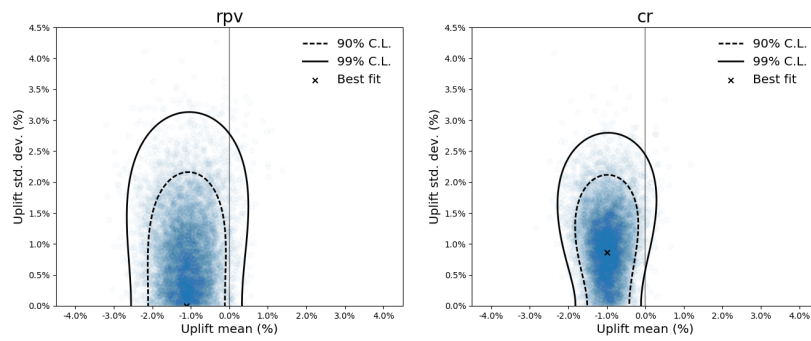 rpv
4.5%
4.0%
3.5%
3.0%
2.5%
2.0%
1.5%
1.0%
0.5%
0.0%
Uplift std. dev. (%)
90% C.L.
99% C.L.
Best fit
-4.0% -3.0% -2.0% -1.0% 0.0% 1.0% 2.0% 3.0% 4.0%
Uplift mean (%)
cr
4.5%
4.0%
3.5%
3.0%
2.5%
2.0%
1.5%
1.0%
0.5%
0.0%
Uplift std. dev. (%)
90% C.L.
99% C.L.
Best fit
-4.0% -3.0% -2.0% -1.0% 0.0% 1.0% 2.0% 3.0% 4.0%
Uplift mean (%)